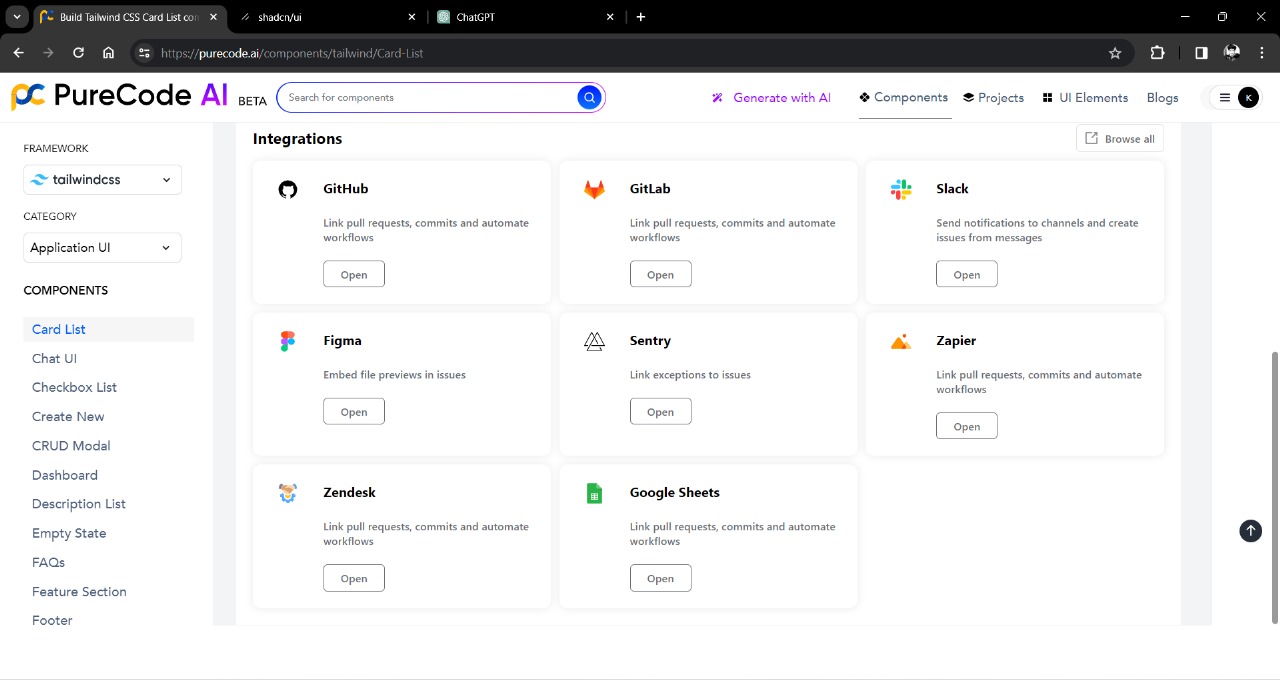 Build Tailwind CSS Card List con
shadcn/ui
ChatGPT
https://purecode.ai/components/tailwind/Card-List
PureCode AI BETA
Search for components
Generate with AI
Components
Projects
UI Elements
Blogs
K
FRAMEWORK
tailwindcss
CATEGORY
Application UI
COMPONENTS
Card List
Chat UI
Checkbox List
Create New
CRUD Modal
Dashboard
Description List
Empty State
FAQs
Feature Section
Footer
Integrations
Browse all
GitHub
Link pull requests, commits and automate
workflows
Open
GitLab
Link pull requests, commits and automate
workflows
Open
Slack
Send notifications to channels and create
issues from messages
Open
Figma
Embed file previews in issues
Open
Sentry
Link exceptions to issues
Open
Zapier
Link pull requests, commits and automate
workflows
Open
Zendesk
Link pull requests, commits and automate
workflows
Open
Google Sheets
Link pull requests, commits and automate
workflows
Open